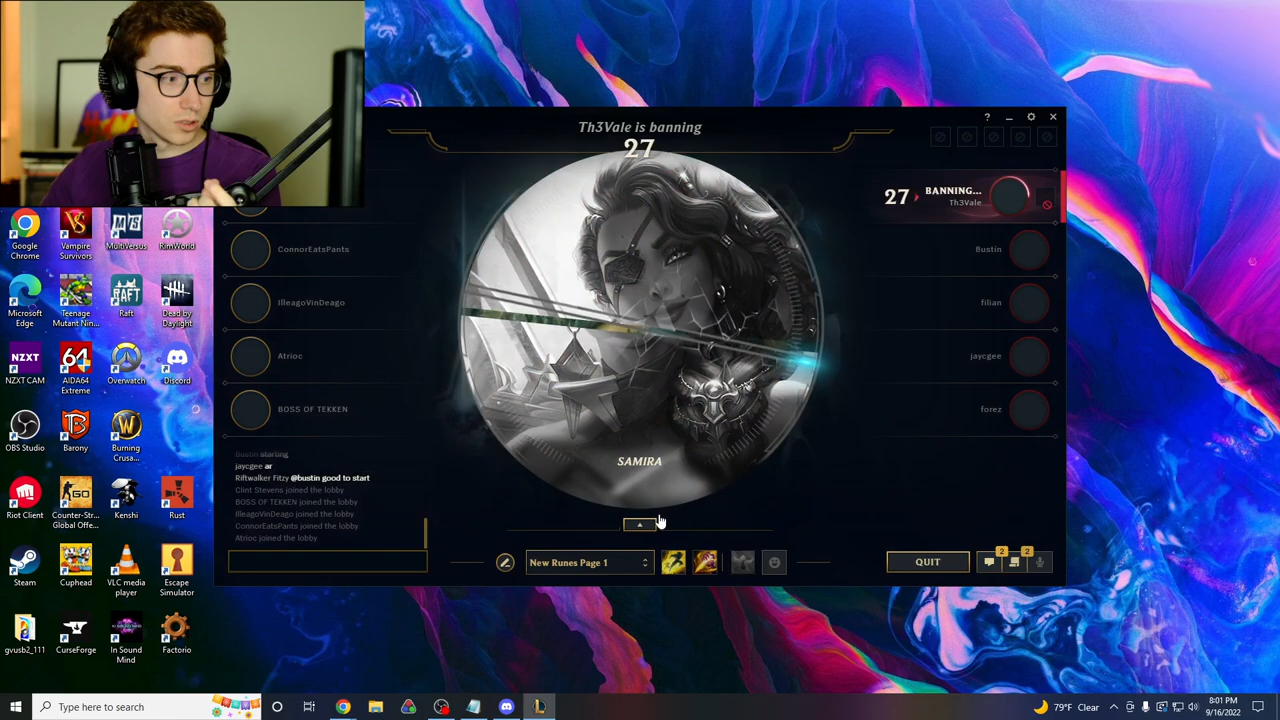 Th3Vale is banning
27
27
BANNING...
Th3Vale
ConnorEatsPants
Bustin
IlleagoVinDeago
filian
Atrioc
jaycgee
BOSS OF TEKKEN
forez
SAMIRA
Bustin starting
jaycgee ar
Riftwalker Fitzy @bustin good to start
Clint Stevens joined the lobby
BOSS OF TEKKEN joined the lobby
IlleagoVinDeago joined the lobby
ConnorEatsPants joined the lobby
Atrioc joined the lobby
New Runes Page 1
QUIT
2
2
Google Chrome
Vampire Survivors
MultiVersus
RimWorld
Microsoft Edge
Teenage Mutant Nin...
Raft
Dead by Daylight
NZXT CAM
AIDA64 Extreme
Overwatch
Discord
OBS Studio
Barony
Burning Crusa...
Riot Client
Counter-Str... Global Offe...
Kenshi
Rust
Steam
Cuphead
VLC media player
Escape Simulator
gvusb2_111
CurseForge
In Sound Mind
Factorio
Type here to search
79°F Clear
8:01 PM
9/16/2022